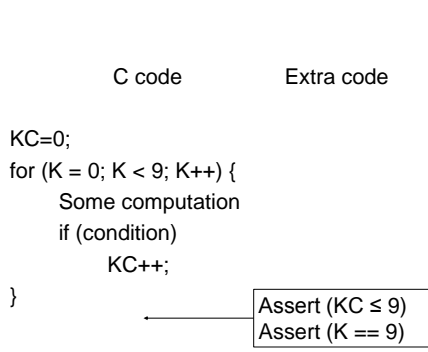 C code Extra code
KC=0;
for (K = 0; K < 9; K++) {
Some computation
if (condition)
KC++;
}
Assert (KC ≤ 9)
Assert (K == 9)